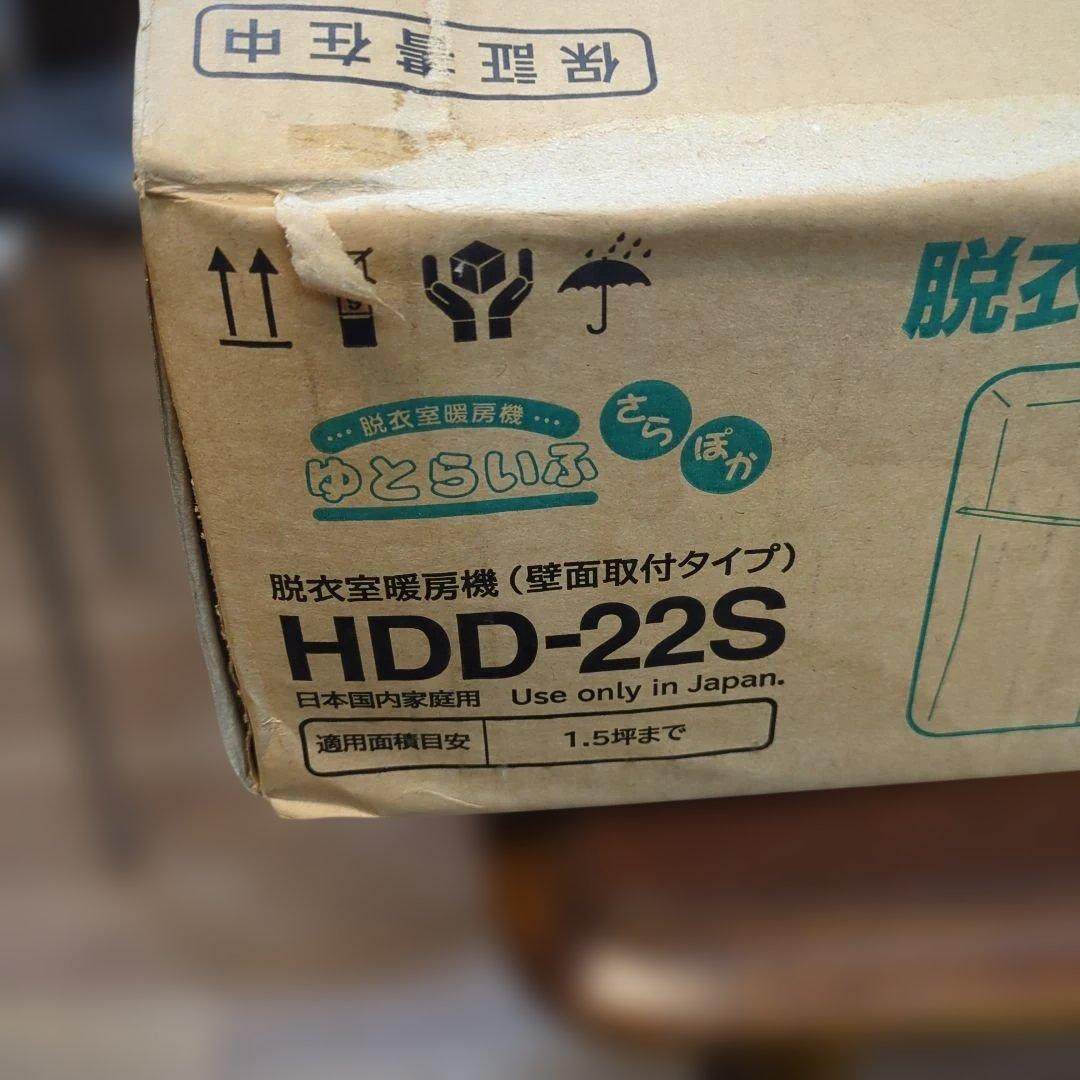 保証書在中
脱衣
…脱衣室暖房機…
ゆとらいふ
さら
ぽか
脱衣室暖房機（壁面取付タイプ）
HDD-22S
日本国内家庭用 Use only in Japan.
適用面積目安 1.5坪まで